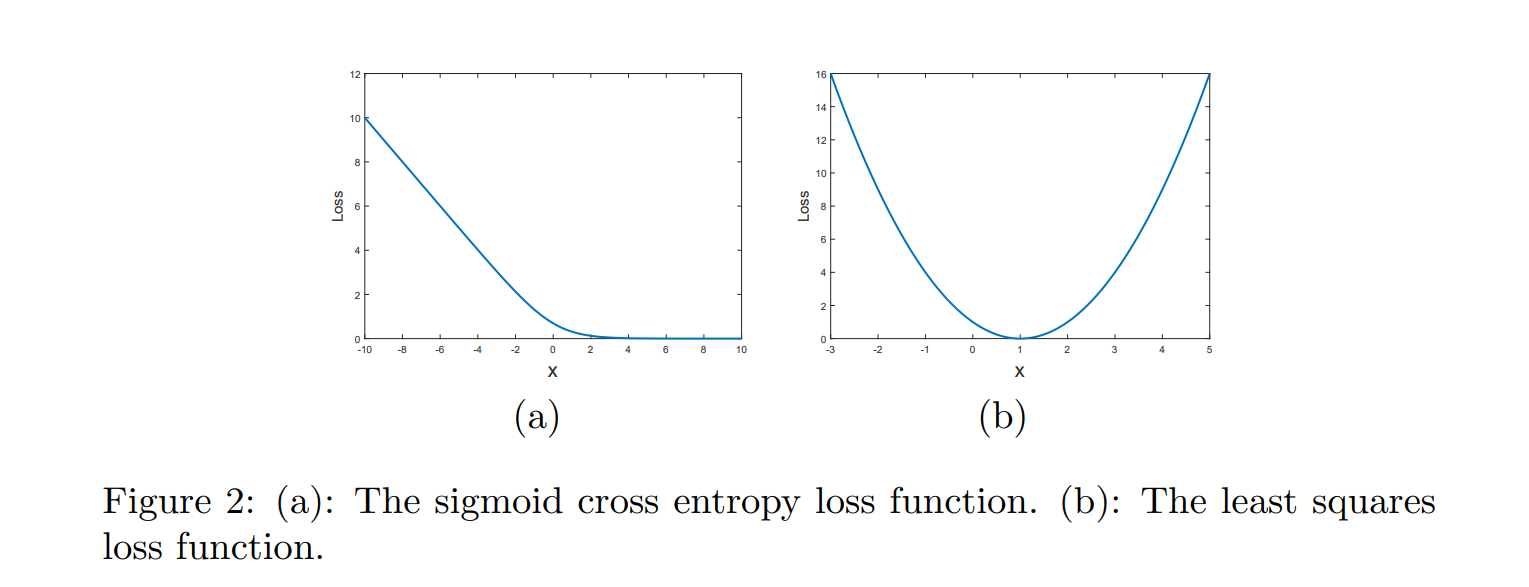 12
10
8
6
4
2
0
Loss
-10 -8 -6 -4 -2 0 2 4 6 8 10
x
(a)
16
14
12
10
8
6
4
2
0
Loss
-3 -2 -1 0 1 2 3 4 5
x
(b)
Figure 2: (a): The sigmoid cross entropy loss function. (b): The least squares
loss function.